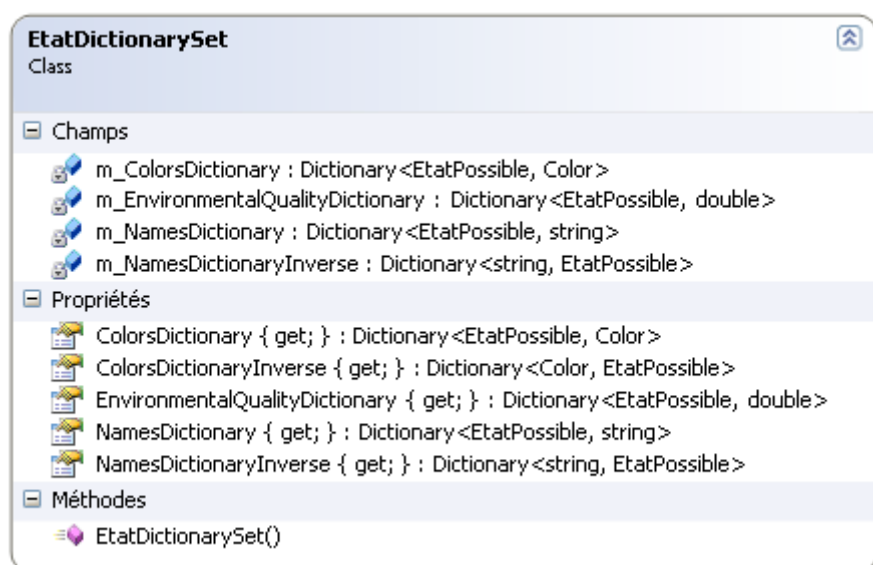 EtatDictionarySet
Class
Champs
m_ColorsDictionary : Dictionary<EtatPossible, Color>
m_EnvironmentalQualityDictionary : Dictionary<EtatPossible, double>
m_NamesDictionary : Dictionary<EtatPossible, string>
m_NamesDictionaryInverse : Dictionary<string, EtatPossible>
Propriétés
ColorsDictionary { get; } : Dictionary<EtatPossible, Color>
ColorsDictionaryInverse { get; } : Dictionary<Color, EtatPossible>
EnvironmentalQualityDictionary { get; } : Dictionary<EtatPossible, double>
NamesDictionary { get; } : Dictionary<EtatPossible, string>
NamesDictionaryInverse { get; } : Dictionary<string, EtatPossible>
Méthodes
EtatDictionarySet()